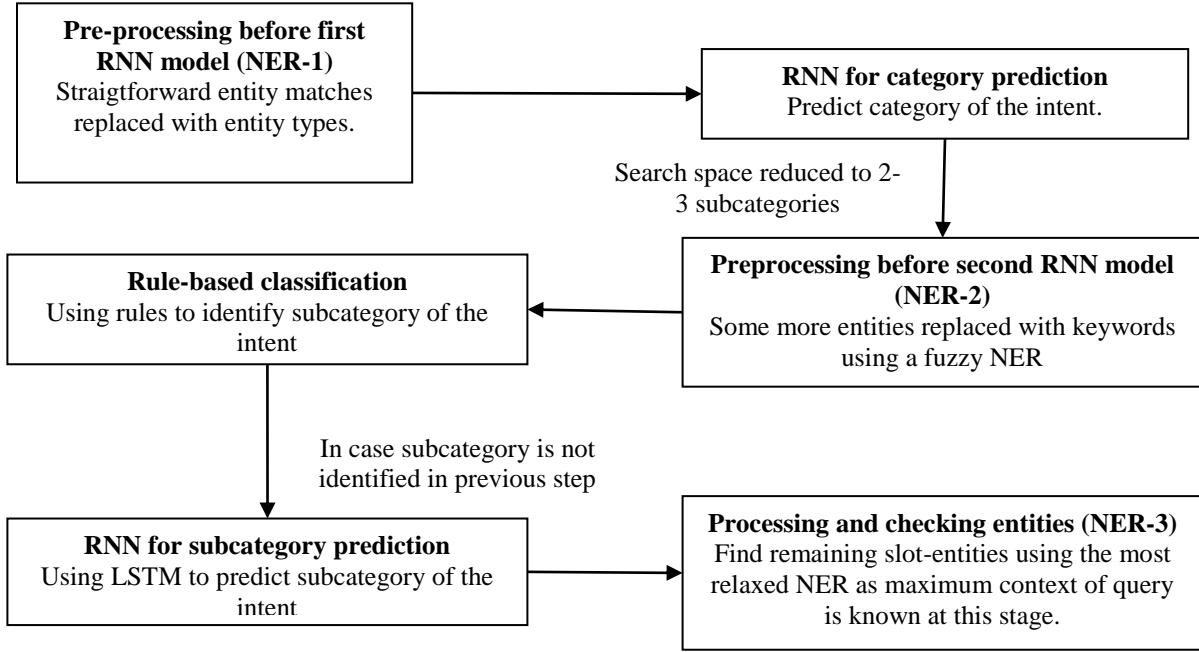 Pre-processing before first
RNN model (NER-1)
Straigtforward entity matches
replaced with entity types.
RNN for category prediction
Predict category of the intent.
Search space reduced to 2-
3 subcategories
Preprocessing before second RNN model
(NER-2)
Some more entities replaced with keywords
using a fuzzy NER
Rule-based classification
Using rules to identify subcategory of the
intent
In case subcategory is not
identified in previous step
RNN for subcategory prediction
Using LSTM to predict subcategory of the
intent
Processing and checking entities (NER-3)
Find remaining slot-entities using the most
relaxed NER as maximum context of query
is known at this stage.